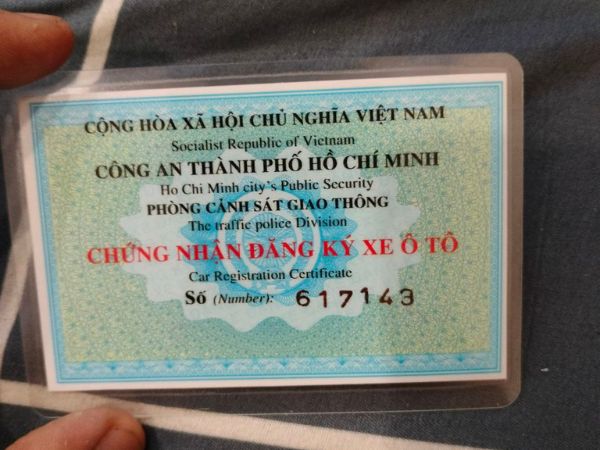 CỘNG HÒA XÃ HỘI CHỦ NGHĨA VIỆT NAM
Socialist Republic of Vietnam
CÔNG AN THÀNH PHỐ HỒ CHÍ MINH
Ho Chi Minh city's Public Security
PHÒNG CẢNH SÁT GIAO THÔNG
The traffic police Division
CHỨNG NHẬN ĐĂNG KÝ XE Ô TÔ
Car Registration Certificate
Số (Number): 617143